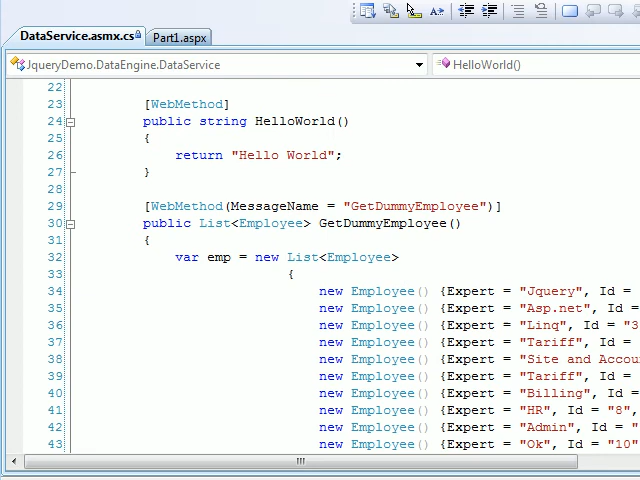 DataService.asmx.cs Part1.aspx
JqueryDemo.DataEngine.DataService HelloWorld()
22
23 [WebMethod]
24 public string HelloWorld()
25 {
26 return "Hello World";
27 }
28
29 [WebMethod(MessageName = "GetDummyEmployee")]
30 public List<Employee> GetDummyEmployee()
31 {
32 var emp = new List<Employee>
33 {
34 new Employee() {Expert = "Jquery", Id =
35 new Employee() {Expert = "Asp.net", Id =
36 new Employee() {Expert = "Linq", Id = "3
37 new Employee() {Expert = "Tariff", Id =
38 new Employee() {Expert = "Site and Accou
39 new Employee() {Expert = "Tariff", Id =
40 new Employee() {Expert = "Billing", Id =
41 new Employee() {Expert = "HR", Id = "8",
42 new Employee() {Expert = "Admin", Id = "
43 new Employee() {Expert = "Ok", Id = "10"